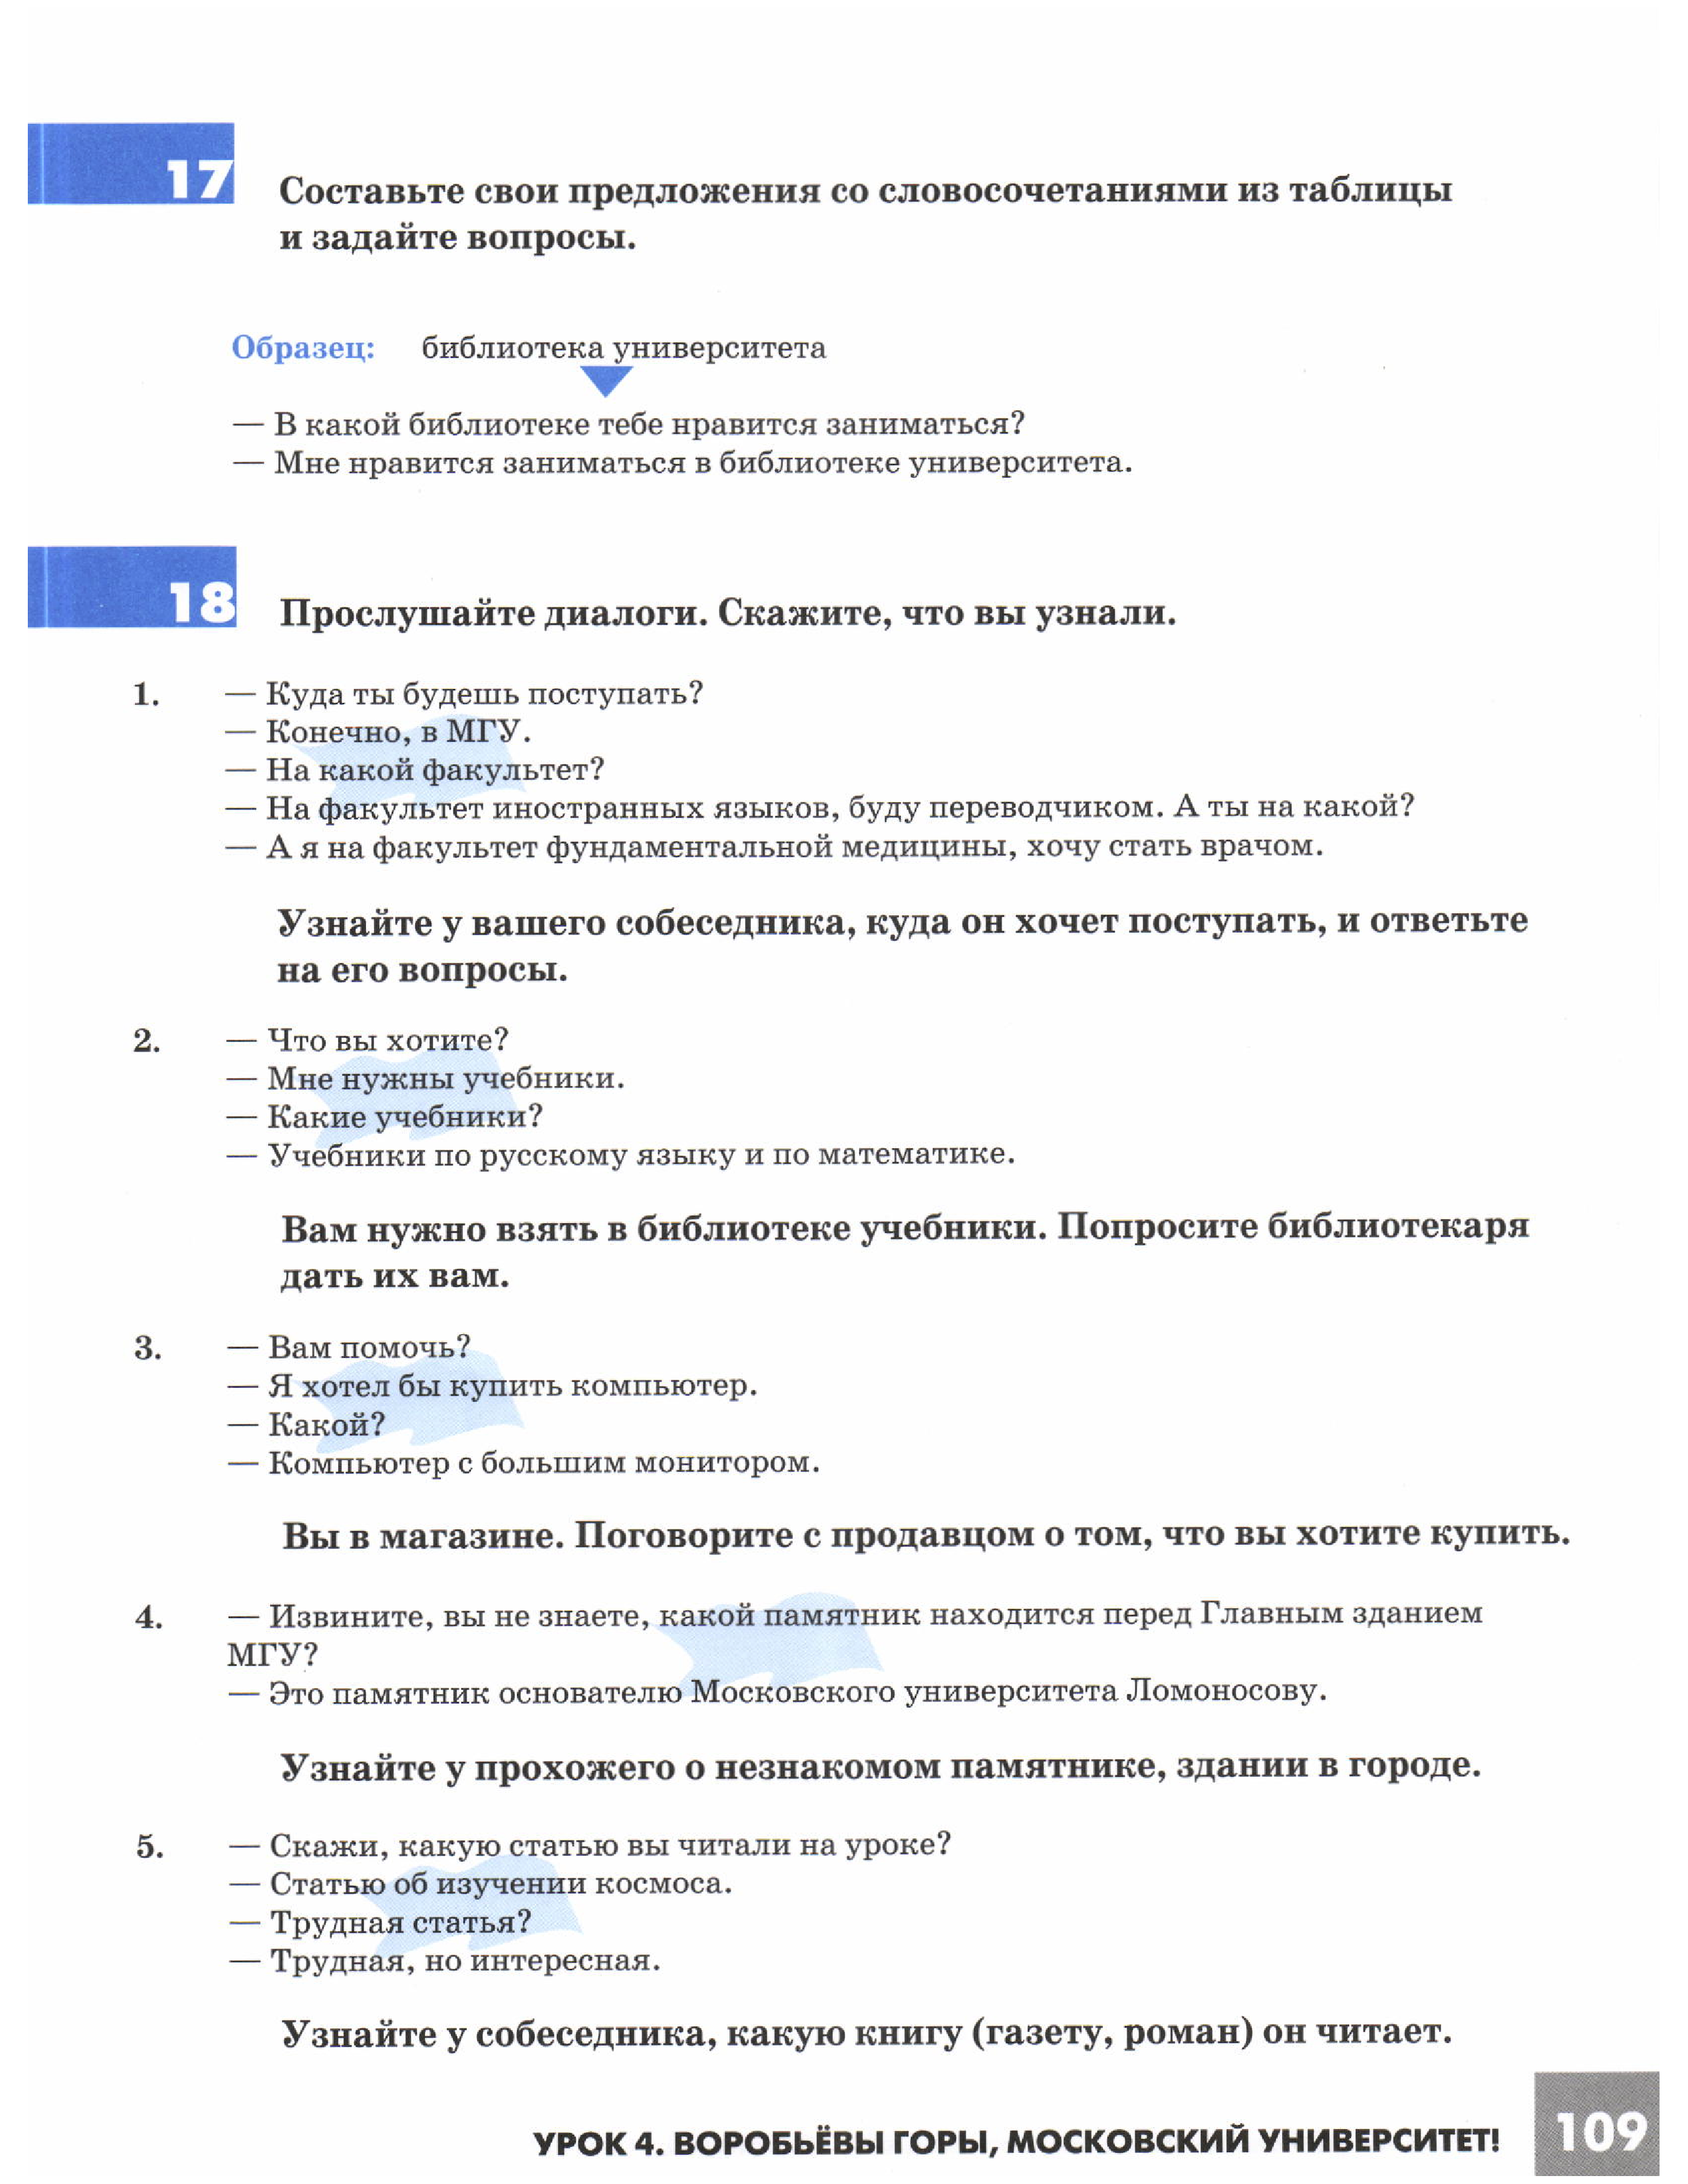 17
Составьте свои предложения со словосочетаниями из таблицы
и задайте вопросы.
Образец: библиотека университета
— В какой библиотеке тебе нравится заниматься?
— Мне нравится заниматься в библиотеке университета.
18
Прослушайте диалоги. Скажите, что вы узнали.
1. — Куда ты будешь поступать?
— Конечно, в МГУ.
— На какой факультет?
— На факультет иностранных языков, буду переводчиком. А ты на какой?
— А я на факультет фундаментальной медицины, хочу стать врачом.
Узнайте у вашего собеседника, куда он хочет поступать, и ответьте
на его вопросы.
2. — Что вы хотите?
— Мне нужны учебники.
— Какие учебники?
— Учебники по русскому языку и по математике.
Вам нужно взять в библиотеке учебники. Попросите библиотекаря
дать их вам.
3. — Вам помочь?
— Я хотел бы купить компьютер.
— Какой?
— Компьютер с большим монитором.
Вы в магазине. Поговорите с продавцом о том, что вы хотите купить.
4. — Извините, вы не знаете, какой памятник находится перед Главным зданием
МГУ?
— Это памятник основателю Московского университета Ломоносову.
Узнайте у прохожего о незнакомом памятнике, здании в городе.
5. — Скажи, какую статью вы читали на уроке?
— Статью об изучении космоса.
— Трудная статья?
— Трудная, но интересная.
Узнайте у собеседника, какую книгу (газету, роман) он читает.
УРОК 4. ВОРОБЬЁВЫ ГОРЫ, МОСКОВСКИЙ УНИВЕРСИТЕТ!
109